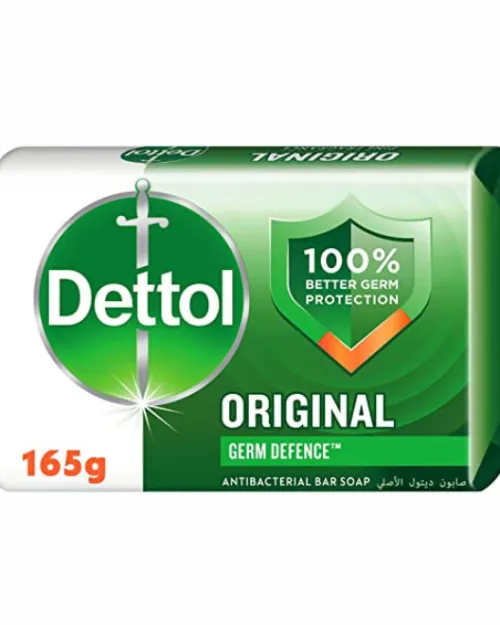 ORIGINAL
Dettol
100%
BETTER GERM
PROTECTION
ORIGINAL
GERM DEFENCE™
165g
ANTIBACTERIAL BAR SOAP صابون ديتول الأصلي